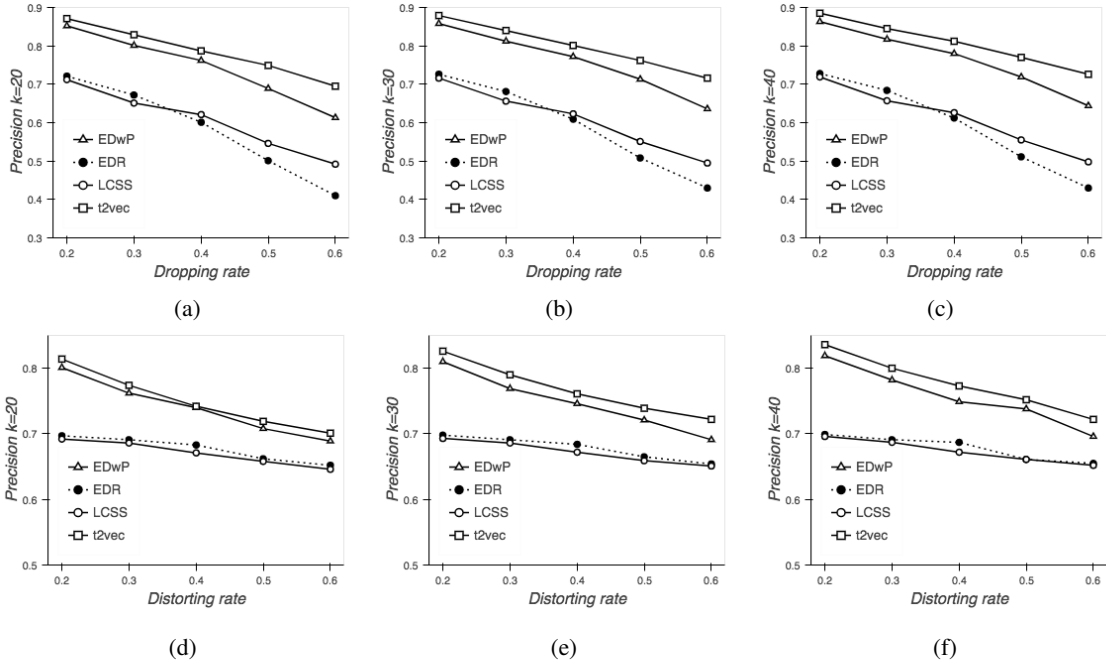 Precision k=20
0.9
0.8
0.7
0.6
0.5
0.4
0.3
EDwP
EDR
LCSS
t2vec
0.2 0.3 0.4 0.5 0.6
Dropping rate
(a)
Precision k=30
0.9
0.8
0.7
0.6
0.5
0.4
0.3
EDwP
EDR
LCSS
t2vec
0.2 0.3 0.4 0.5 0.6
Dropping rate
(b)
Precision k=40
0.9
0.8
0.7
0.6
0.5
0.4
0.3
EDwP
EDR
LCSS
t2vec
0.2 0.3 0.4 0.5 0.6
Dropping rate
(c)
Precision k=20
0.8
0.7
0.6
0.5
EDwP
EDR
LCSS
t2vec
0.2 0.3 0.4 0.5 0.6
Distorting rate
(d)
Precision k=30
0.8
0.7
0.6
0.5
EDwP
EDR
LCSS
t2vec
0.2 0.3 0.4 0.5 0.6
Distorting rate
(e)
Precision k=40
0.8
0.7
0.6
0.5
EDwP
EDR
LCSS
t2vec
0.2 0.3 0.4 0.5 0.6
Distorting rate
(f)